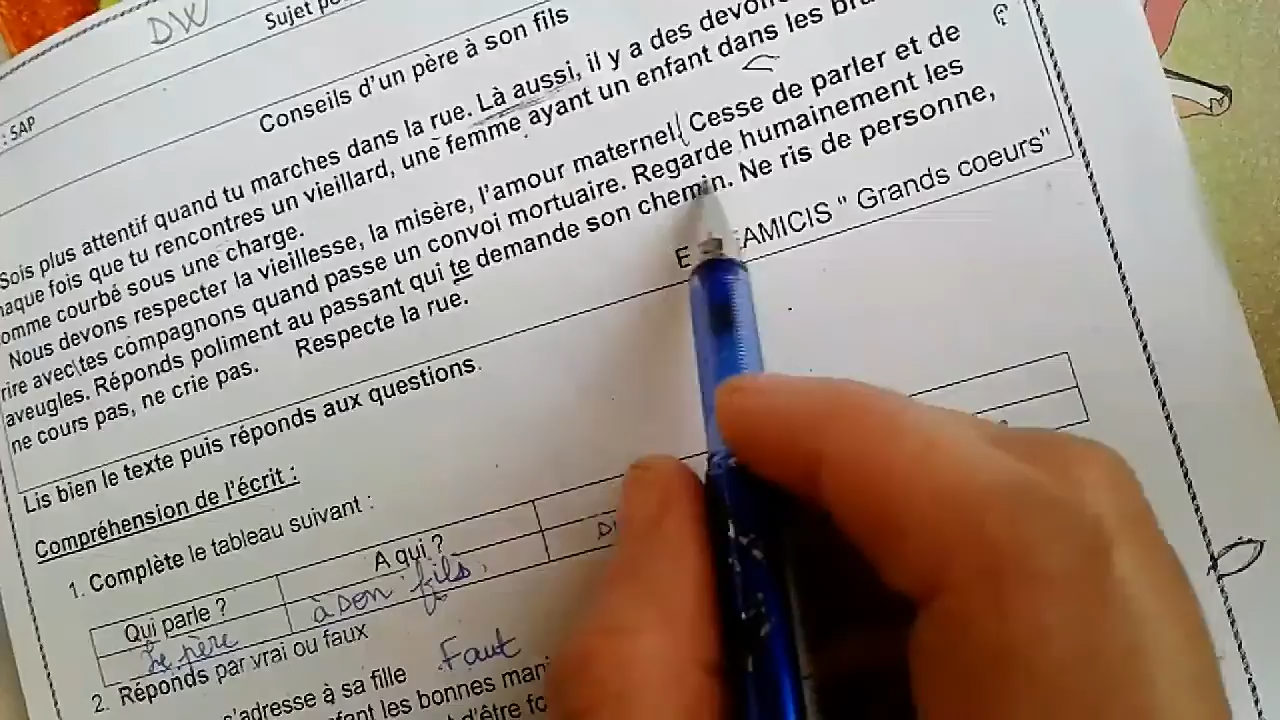 DW
Sujet
: SAP
Conseils d'un père à son fils
Sois plus attentif quand tu marches dans la rue. Là aussi, il y a des
que tu rencontres un vieillard, une femme ayant un enfant dans les
courbé sous une charge.
Nous devons respecter la vieillesse, la misère, l'amour maternel. Cesse de parler et de
rire avec tes compagnons quand passe un convoi mortuaire. Regarde humainement les
aveugles. Réponds poliment au passant qui te demande son chemin. Ne ris de personne,
ne cours pas, ne crie pas. Respecte la rue.
E AMICIS " Grands coeurs"
Lis bien le texte puis réponds aux questions.
Compréhension de l'écrit :
1. Complète le tableau suivant :
Qui parle ? A qui ?
Le père à son fils.
2. Réponds par vrai ou faux
s'adresse à sa fille Faut
les bonnes
d'être